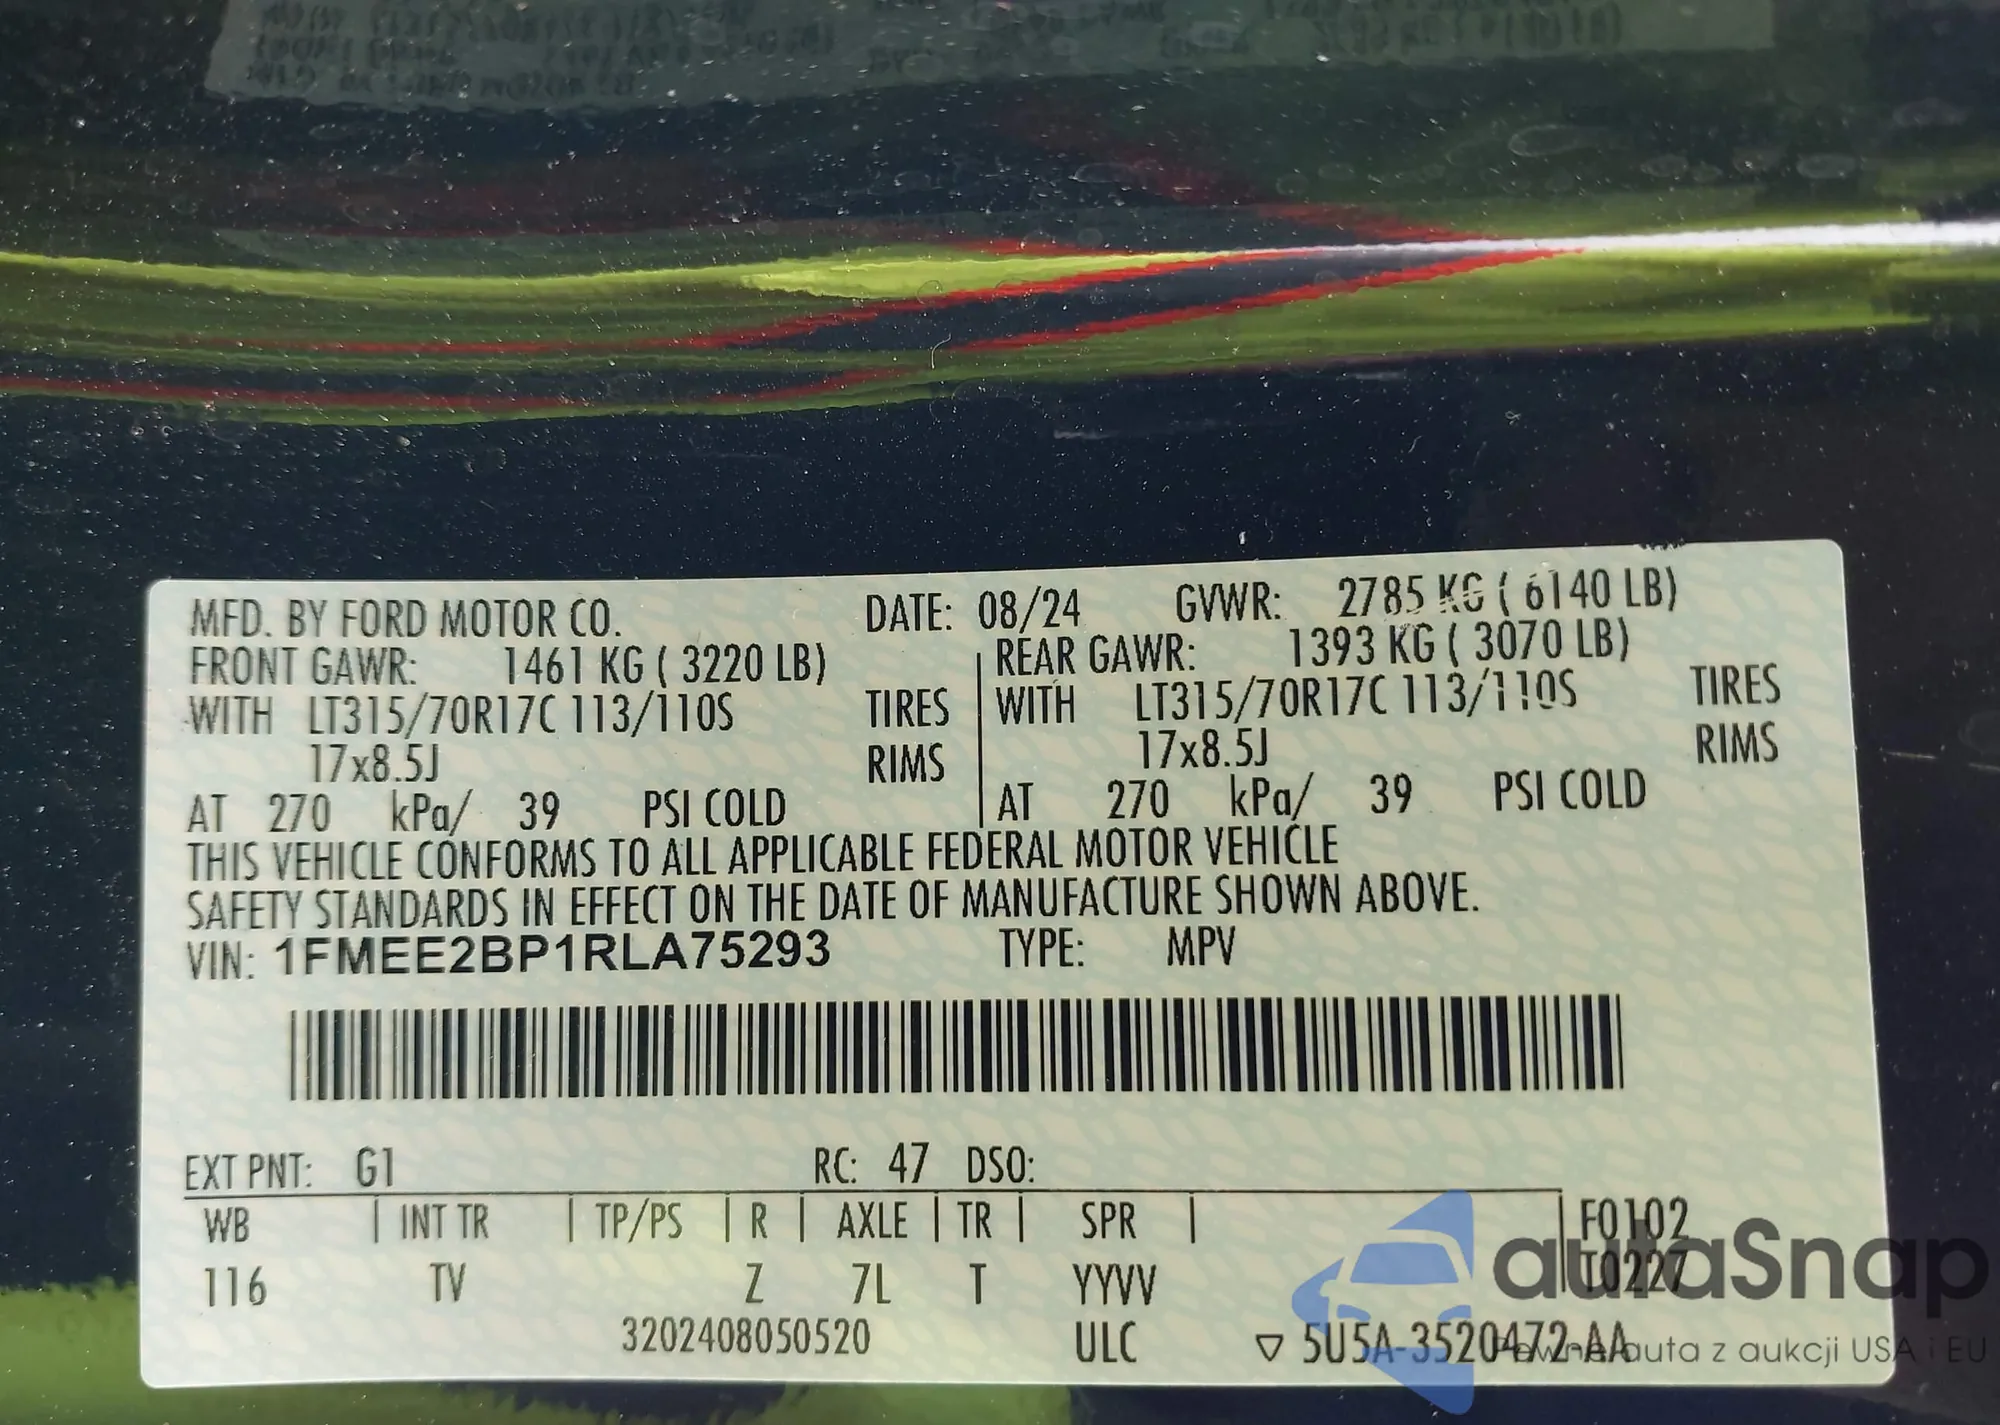 MFD. BY FORD MOTOR CO. DATE: 08/24 GVWR: 2785 KG ( 6140 LB)
FRONT GAWR: 1461 KG ( 3220 LB) REAR GAWR: 1393 KG ( 3070 LB)
WITH LT315/70R17C 113/110S TIRES WITH LT315/70R17C 113/110S TIRES
17x8.5J RIMS 17x8.5J RIMS
AT 270 kPa/ 39 PSI COLD AT 270 kPa/ 39 PSI COLD
THIS VEHICLE CONFORMS TO ALL APPLICABLE FEDERAL MOTOR VEHICLE
SAFETY STANDARDS IN EFFECT ON THE DATE OF MANUFACTURE SHOWN ABOVE.
VIN: 1FMEE2BP1RLA75293 TYPE: MPV
EXT PNT: G1 RC: 47 DSO:
WB | INT TR | TP/PS | R | AXLE | TR | SPR | F0102
116 TV Z 7L T YYVV T0227
3202408050520 ULC ▽ 5U5A-3520472-AA
autaSnap
Pewne auta z aukcji USA i EU